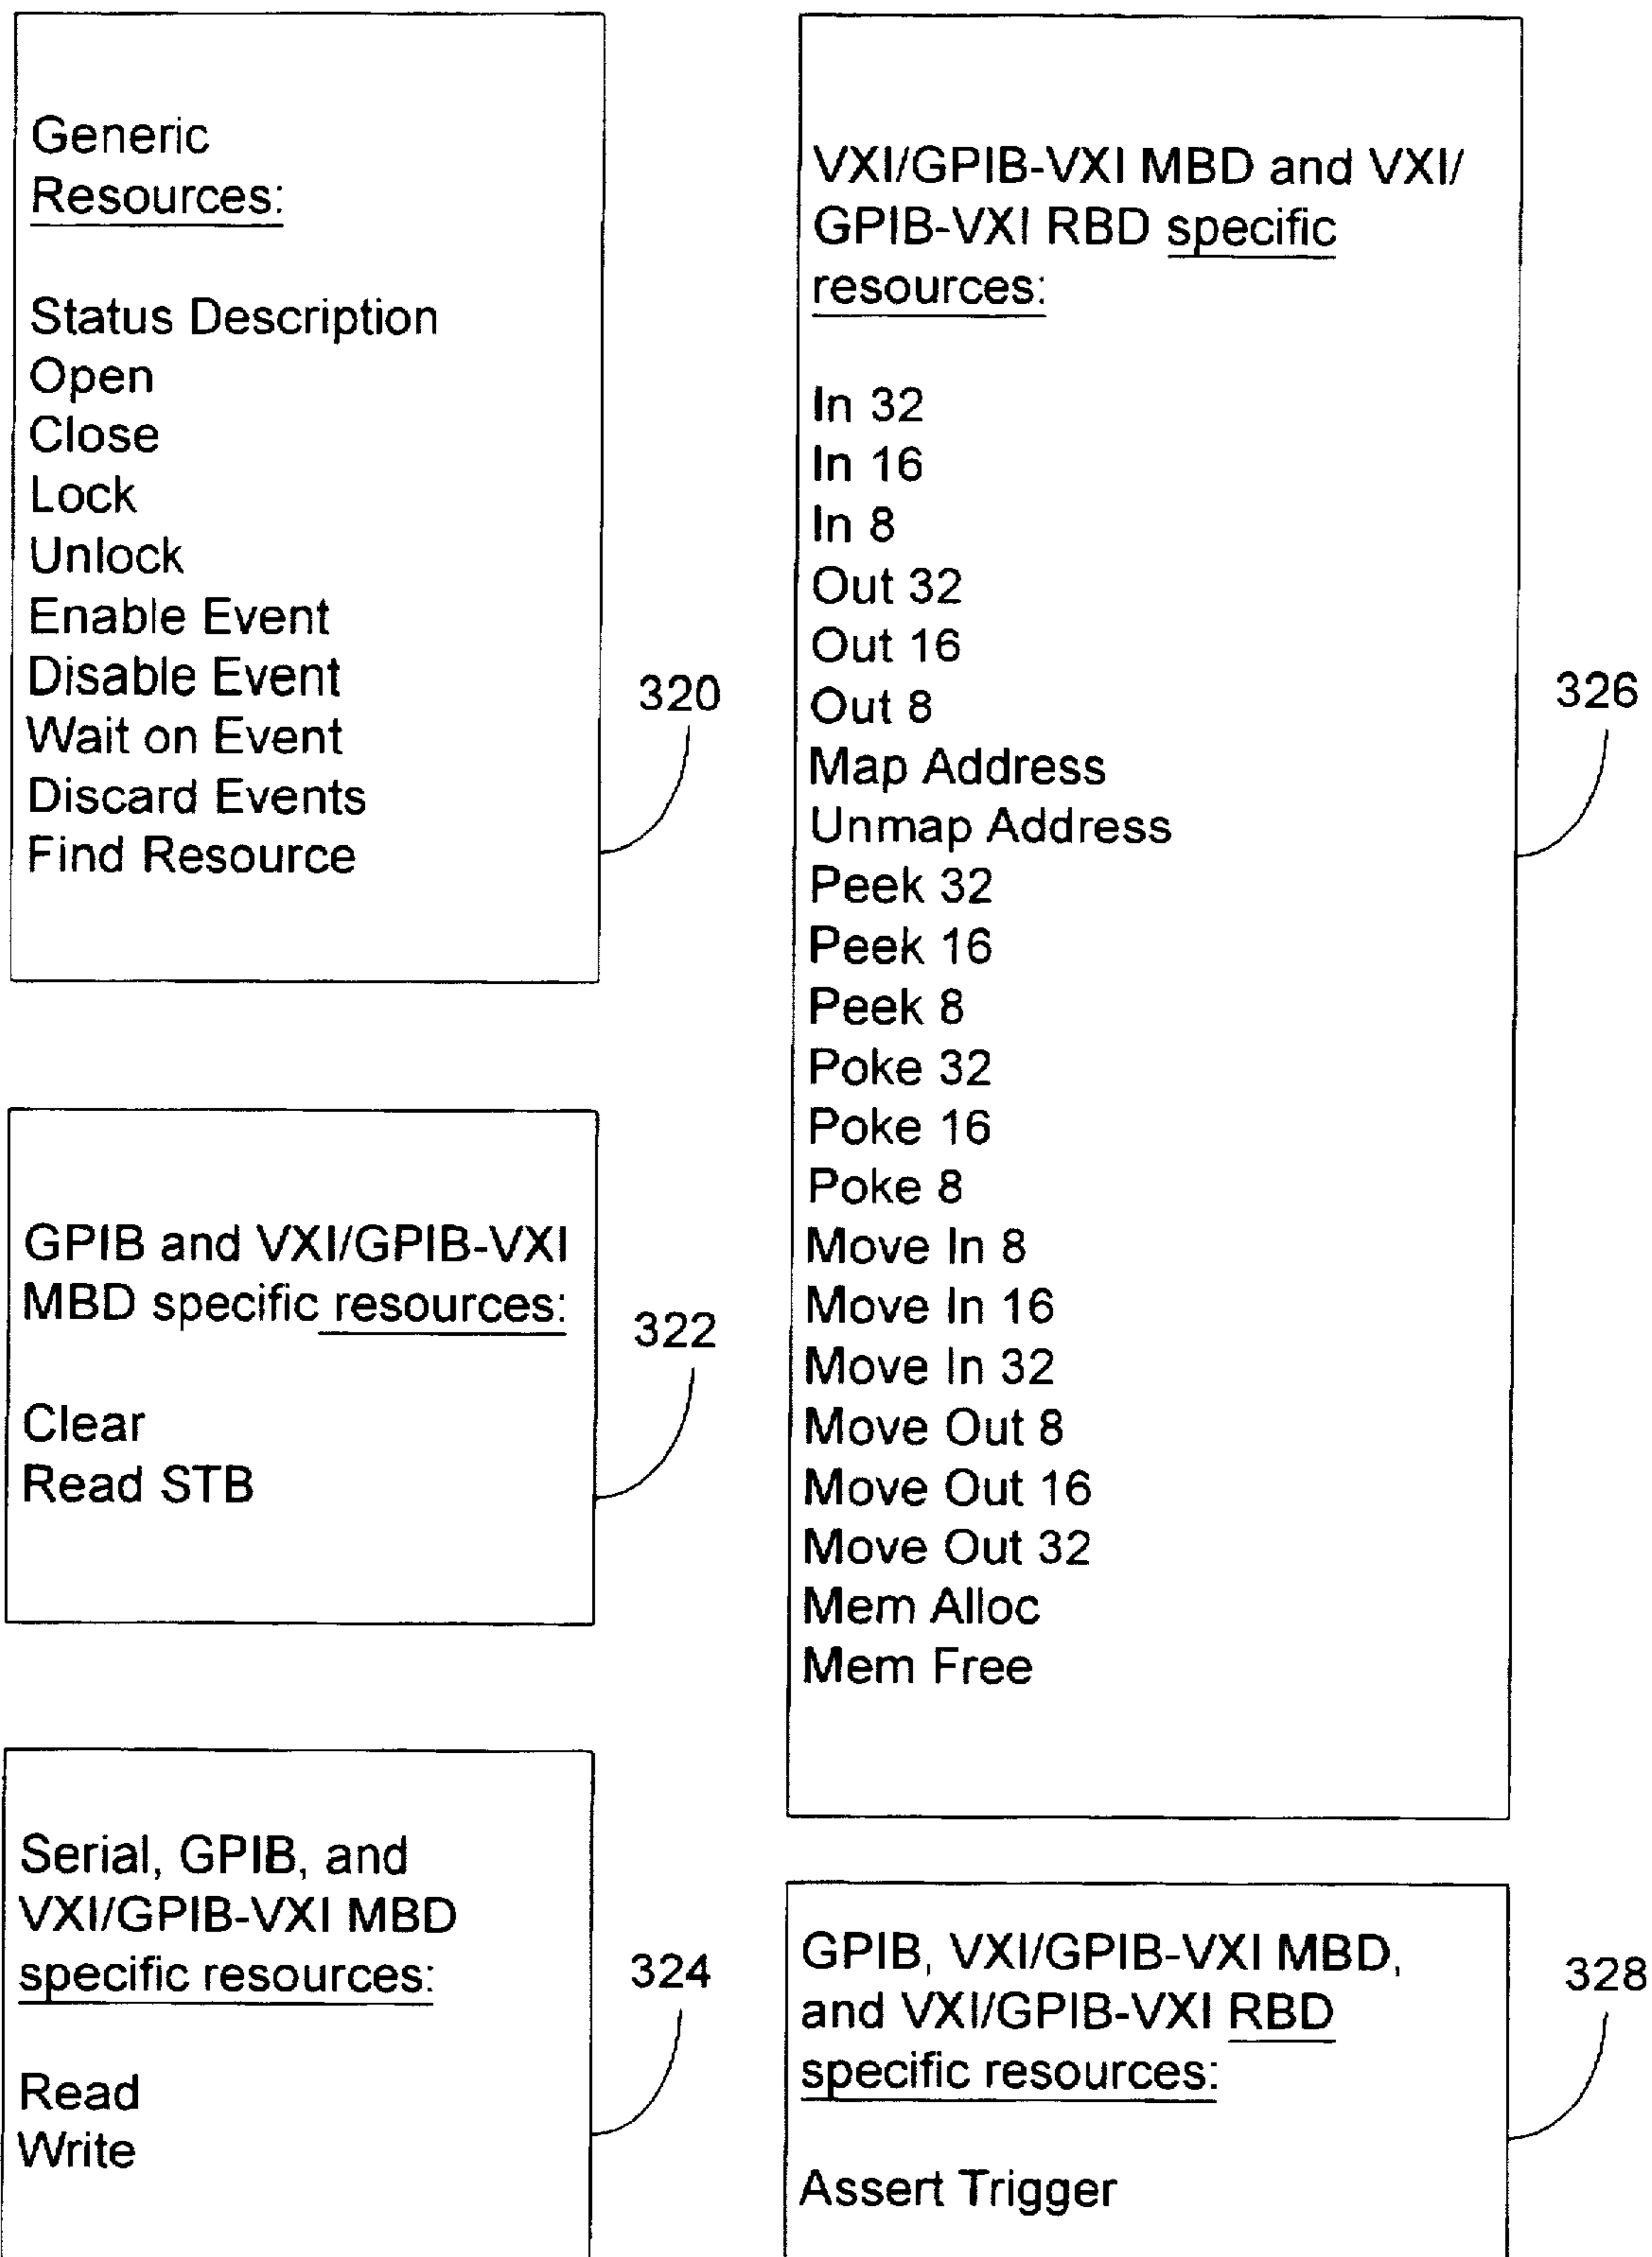 Generic
Resources:
Status Description
Open
Close
Lock
Unlock
Enable Event
Disable Event
Wait on Event
Discard Events
Find Resource
320
GPIB and VXI/GPIB-VXI
MBD specific resources:
Clear
Read STB
322
Serial, GPIB, and
VXI/GPIB-VXI MBD
specific resources:
Read
Write
324
VXI/GPIB-VXI MBD and VXI/
GPIB-VXI RBD specific
resources:
In 32
In 16
In 8
Out 32
Out 16
Out 8
Map Address
Unmap Address
Peek 32
Peek 16
Peek 8
Poke 32
Poke 16
Poke 8
Move In 8
Move In 16
Move In 32
Move Out 8
Move Out 16
Move Out 32
Mem Alloc
Mem Free
326
GPIB, VXI/GPIB-VXI MBD,
and VXI/GPIB-VXI RBD
specific resources:
Assert Trigger
328